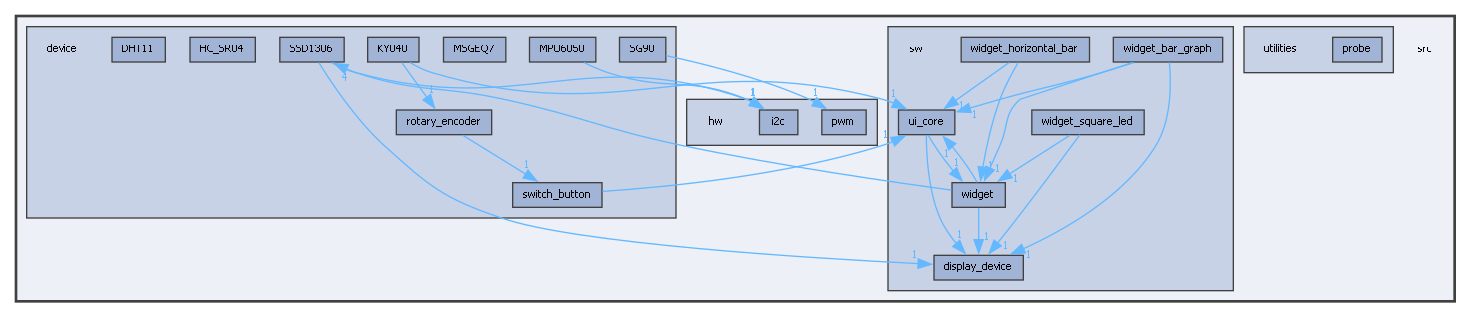 device
DHT11
HC_SR04
SSD1306
KY040
MSGEQ7
MPU6050
SG90
sw
widget_horizontal_bar
widget_bar_graph
utilities
probe
src
4
1
1
1
1
1
1
1
rotary_encoder
hw
i2c
pwm
ui_core
widget_square_led
1
1
1
1
1
1
1
switch_button
widget
1
1
1
1
1
display_device